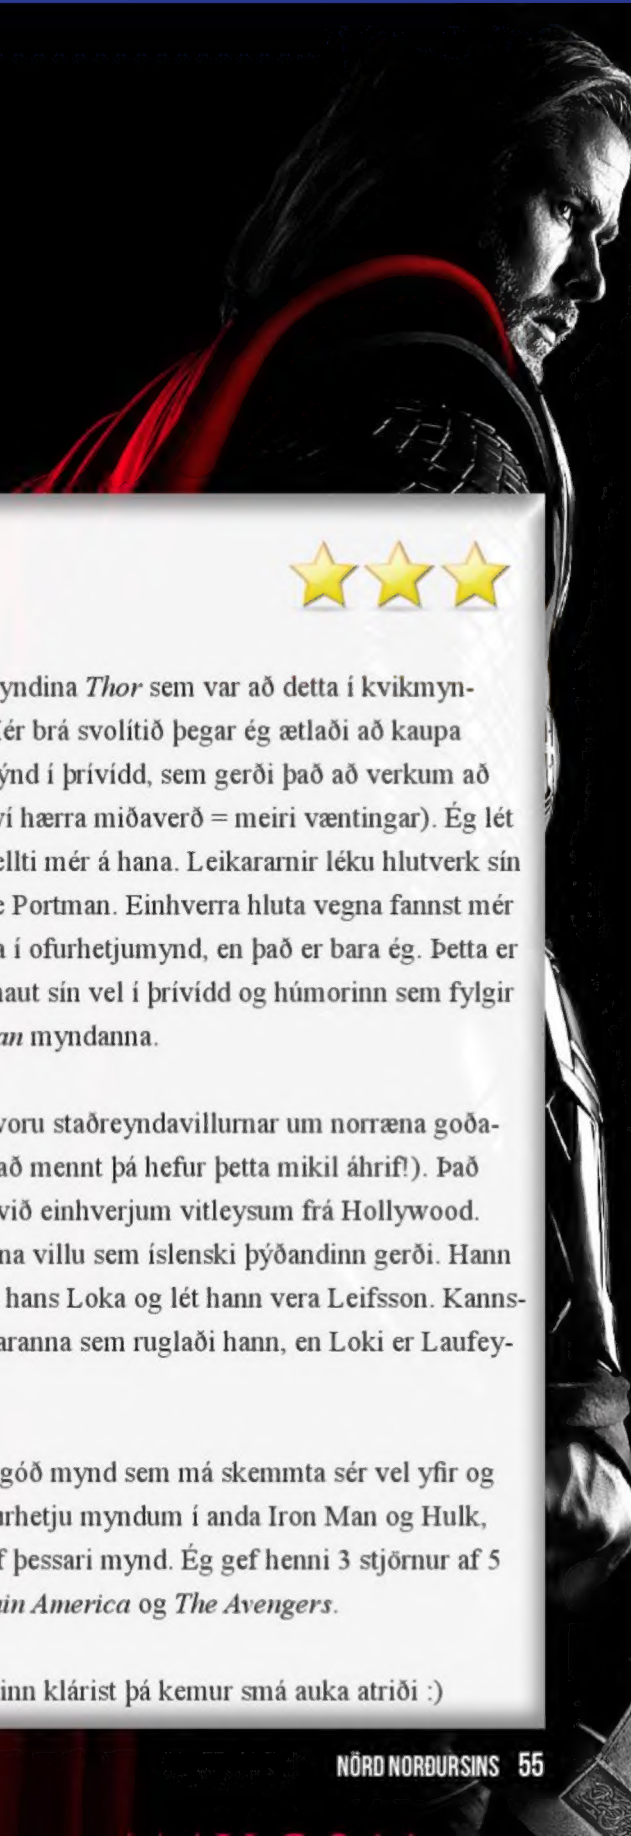 yndina Thor sem var að detta í kvikmyn-
ér brá svolítið þegar ég ætlaði að kaupa
ýnd í þrívídd, sem gerði það að verkum að
ví hærra miðaverð = meiri væntingar). Ég lét
ellti mér á hana. Leikararnir léku hlutverk sín
e Portman. Einhverra hluta vegna fannst mér
a í ofurhetjumynd, en það er bara ég. Þetta er
naut sín vel í þrívídd og húmorinn sem fylgir
an myndanna.
voru staðreyndavillurnar um norræna goða-
að mennt þá hefur þetta mikil áhrif!). Það
við einhverjum vitleysum frá Hollywood.
na villu sem íslenski þýðandinn gerði. Hann
hans Loka og lét hann vera Leifsson. Kanns-
aranna sem ruglaði hann, en Loki er Laufey-
góð mynd sem má skemmta sér vel yfir og
urhetju myndum í anda Iron Man og Hulk,
f þessari mynd. Ég gef henni 3 stjörnur af 5
ain America og The Avengers.
inn klárist þá kemur smá auka atriði :)
NÖRD NORÐURSINS 55